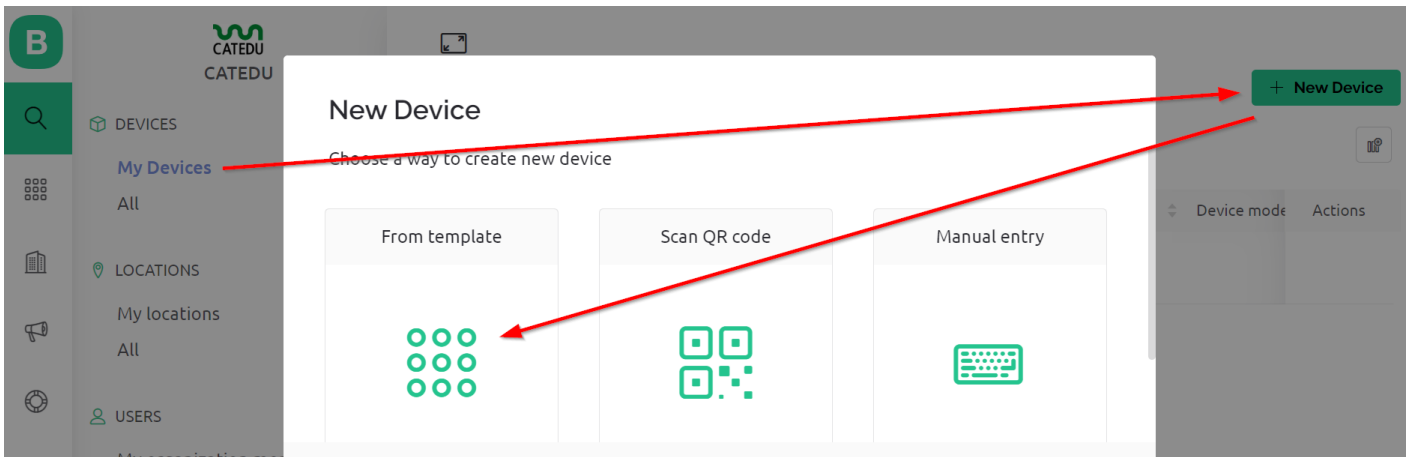 B
CATEDU
CATEDU
DEVICES
My Devices
All
LOCATIONS
My locations
All
USERS
New Device
Choose a way to create new device
From template
Scan QR code
Manual entry
+ New Device
Device mode
Actions